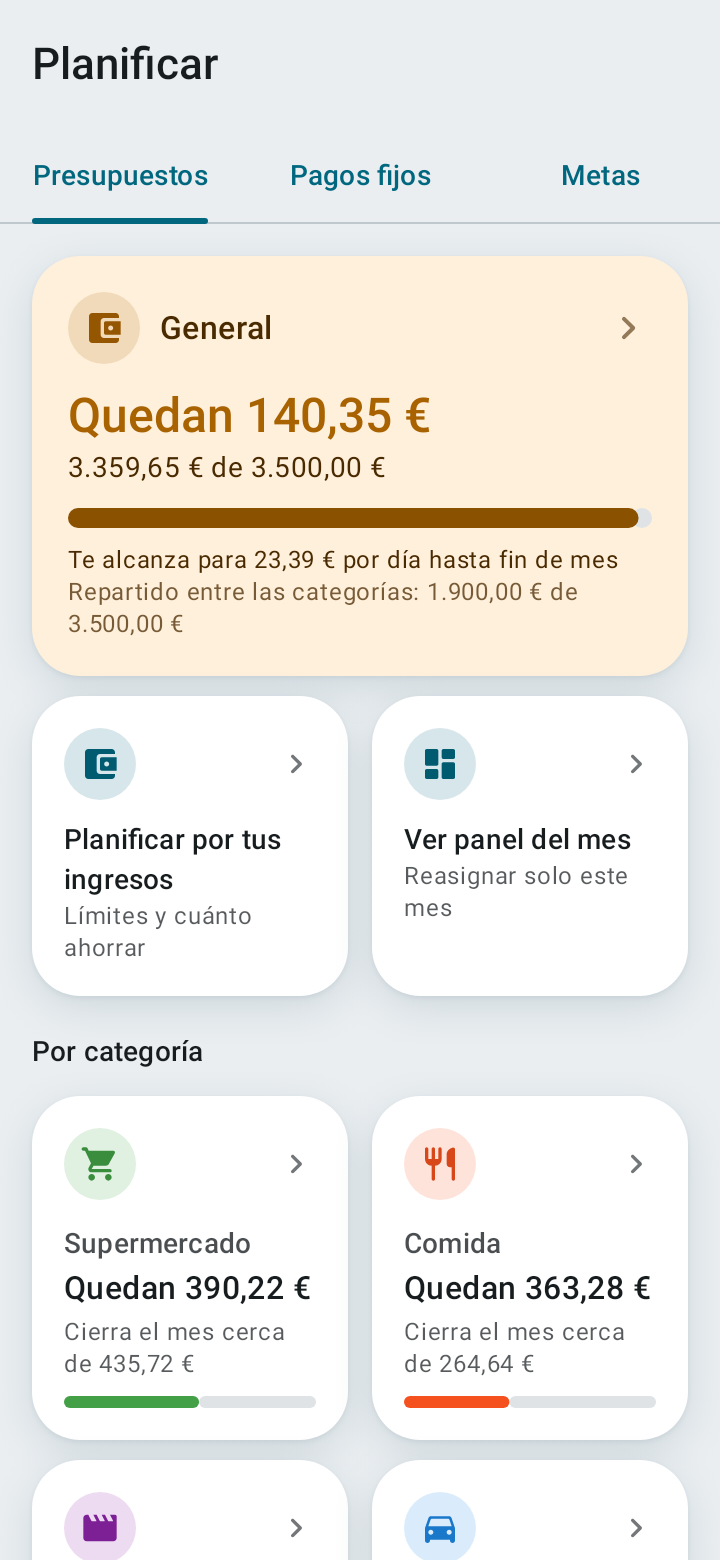 Planificar
Presupuestos
Pagos fijos
Metas
General
Quedan 140,35 €
3.359,65 € de 3.500,00 €
Te alcanza para 23,39 € por día hasta fin de mes
Repartido entre las categorías: 1.900,00 € de
3.500,00 €
Planificar por tus
ingresos
Límites y cuánto
ahorrar
Ver panel del mes
Reasignar solo este
mes
Por categoría
Supermercado
Quedan 390,22 €
Cierra el mes cerca
de 435,72 €
Comida
Quedan 363,28 €
Cierra el mes cerca
de 264,64 €